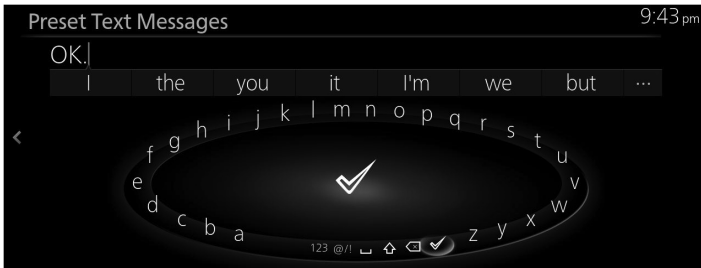 Preset Text Messages 9:43 pm
OK.
I the you it I'm we but ...
a b c d e f g h i j k l m n o p q r s t u v w x y z
123 @/!